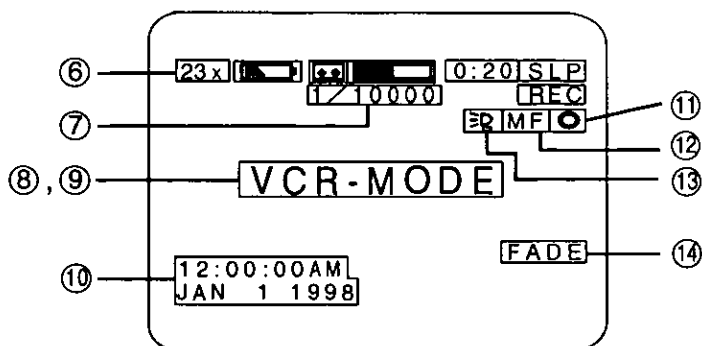 ⑥ 23x 0:20 SLP
1/10000 REC
⑦ ⑪
MF
⑫
⑬
⑧, ⑨ VCR-MODE
FADE ⑭
⑩ 12:00:00AM
JAN 1 1998